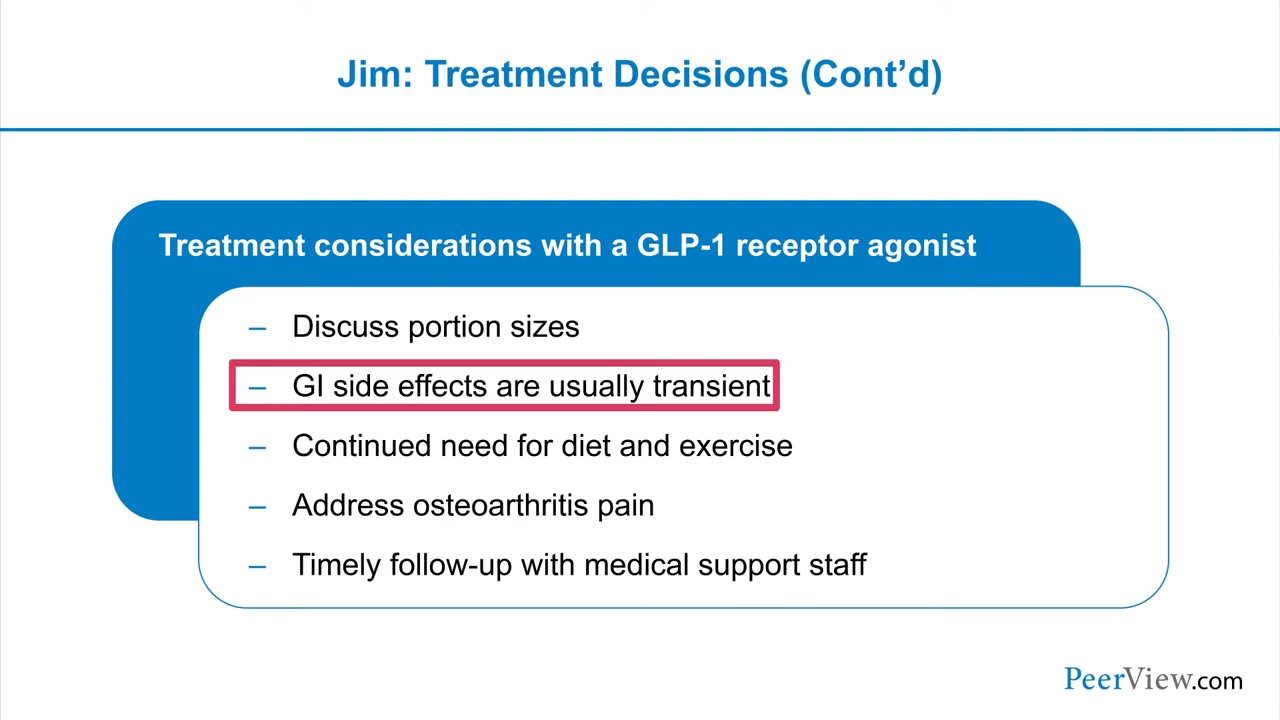 Jim: Treatment Decisions (Cont’d)
Treatment considerations with a GLP-1 receptor agonist
– Discuss portion sizes
– GI side effects are usually transient
– Continued need for diet and exercise
– Address osteoarthritis pain
– Timely follow-up with medical support staff
PeerView.com